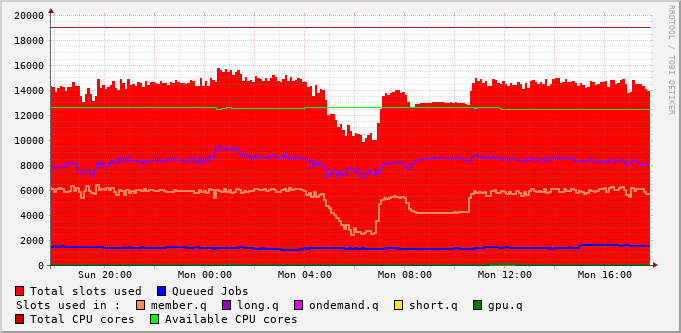 20000
18000
16000
14000
12000
10000
8000
6000
4000
2000
0
Sun 20:00 Mon 00:00 Mon 04:00 Mon 08:00 Mon 12:00 Mon 16:00
Total slots used Queued Jobs
Slots used in : member.q long.q ondemand.q short.q gpu.q
Total CPU cores Available CPU cores
RRDTOOL / TOBI OETIKER